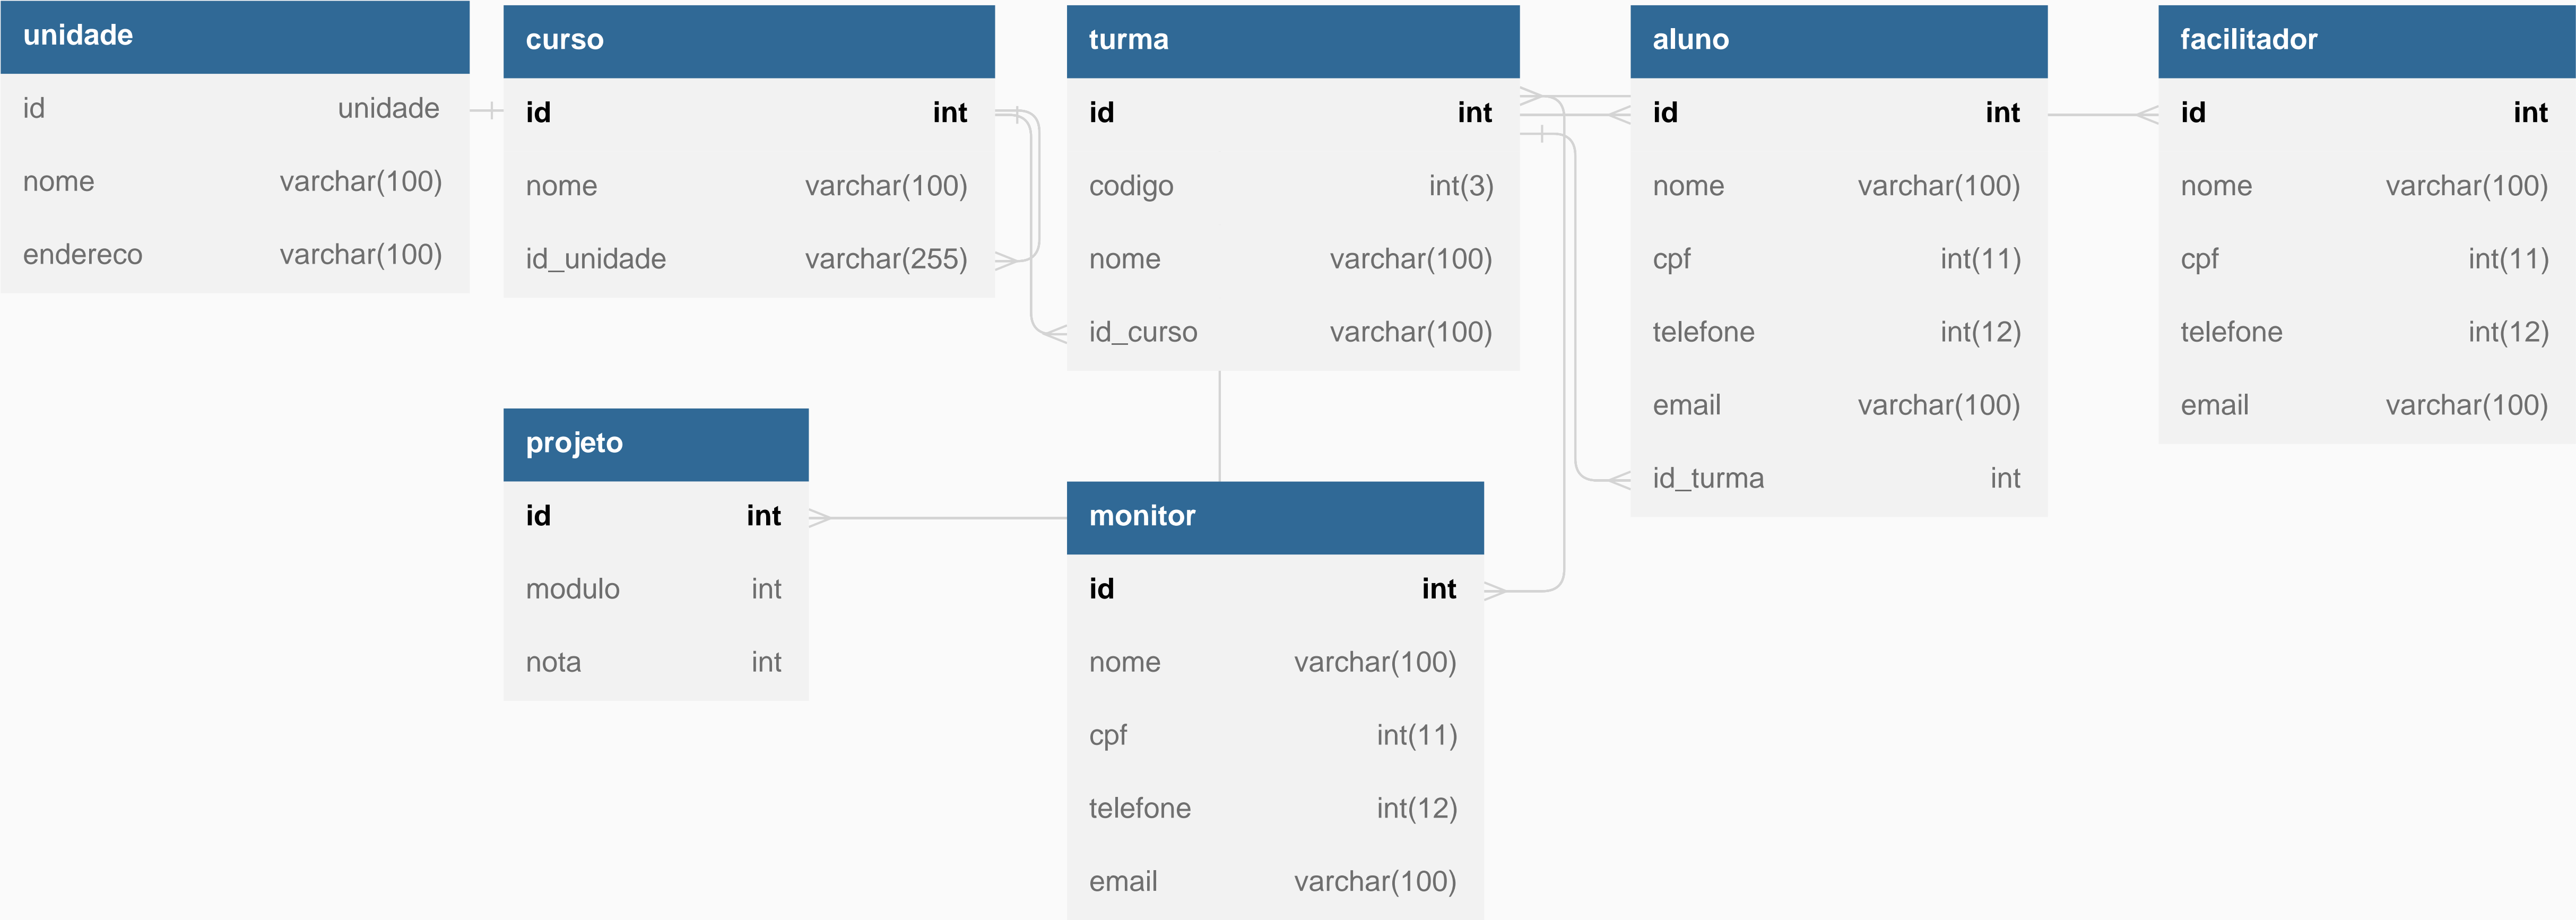 unidade
id unidade
nome varchar(100)
endereco varchar(100)
curso
id int
nome varchar(100)
id_unidade varchar(255)
turma
id int
codigo int(3)
nome varchar(100)
id_curso varchar(100)
aluno
id int
nome varchar(100)
cpf int(11)
telefone int(12)
email varchar(100)
id_turma int
facilitador
id int
nome varchar(100)
cpf int(11)
telefone int(12)
email varchar(100)
projeto
id int
modulo int
nota int
monitor
id int
nome varchar(100)
cpf int(11)
telefone int(12)
email varchar(100)